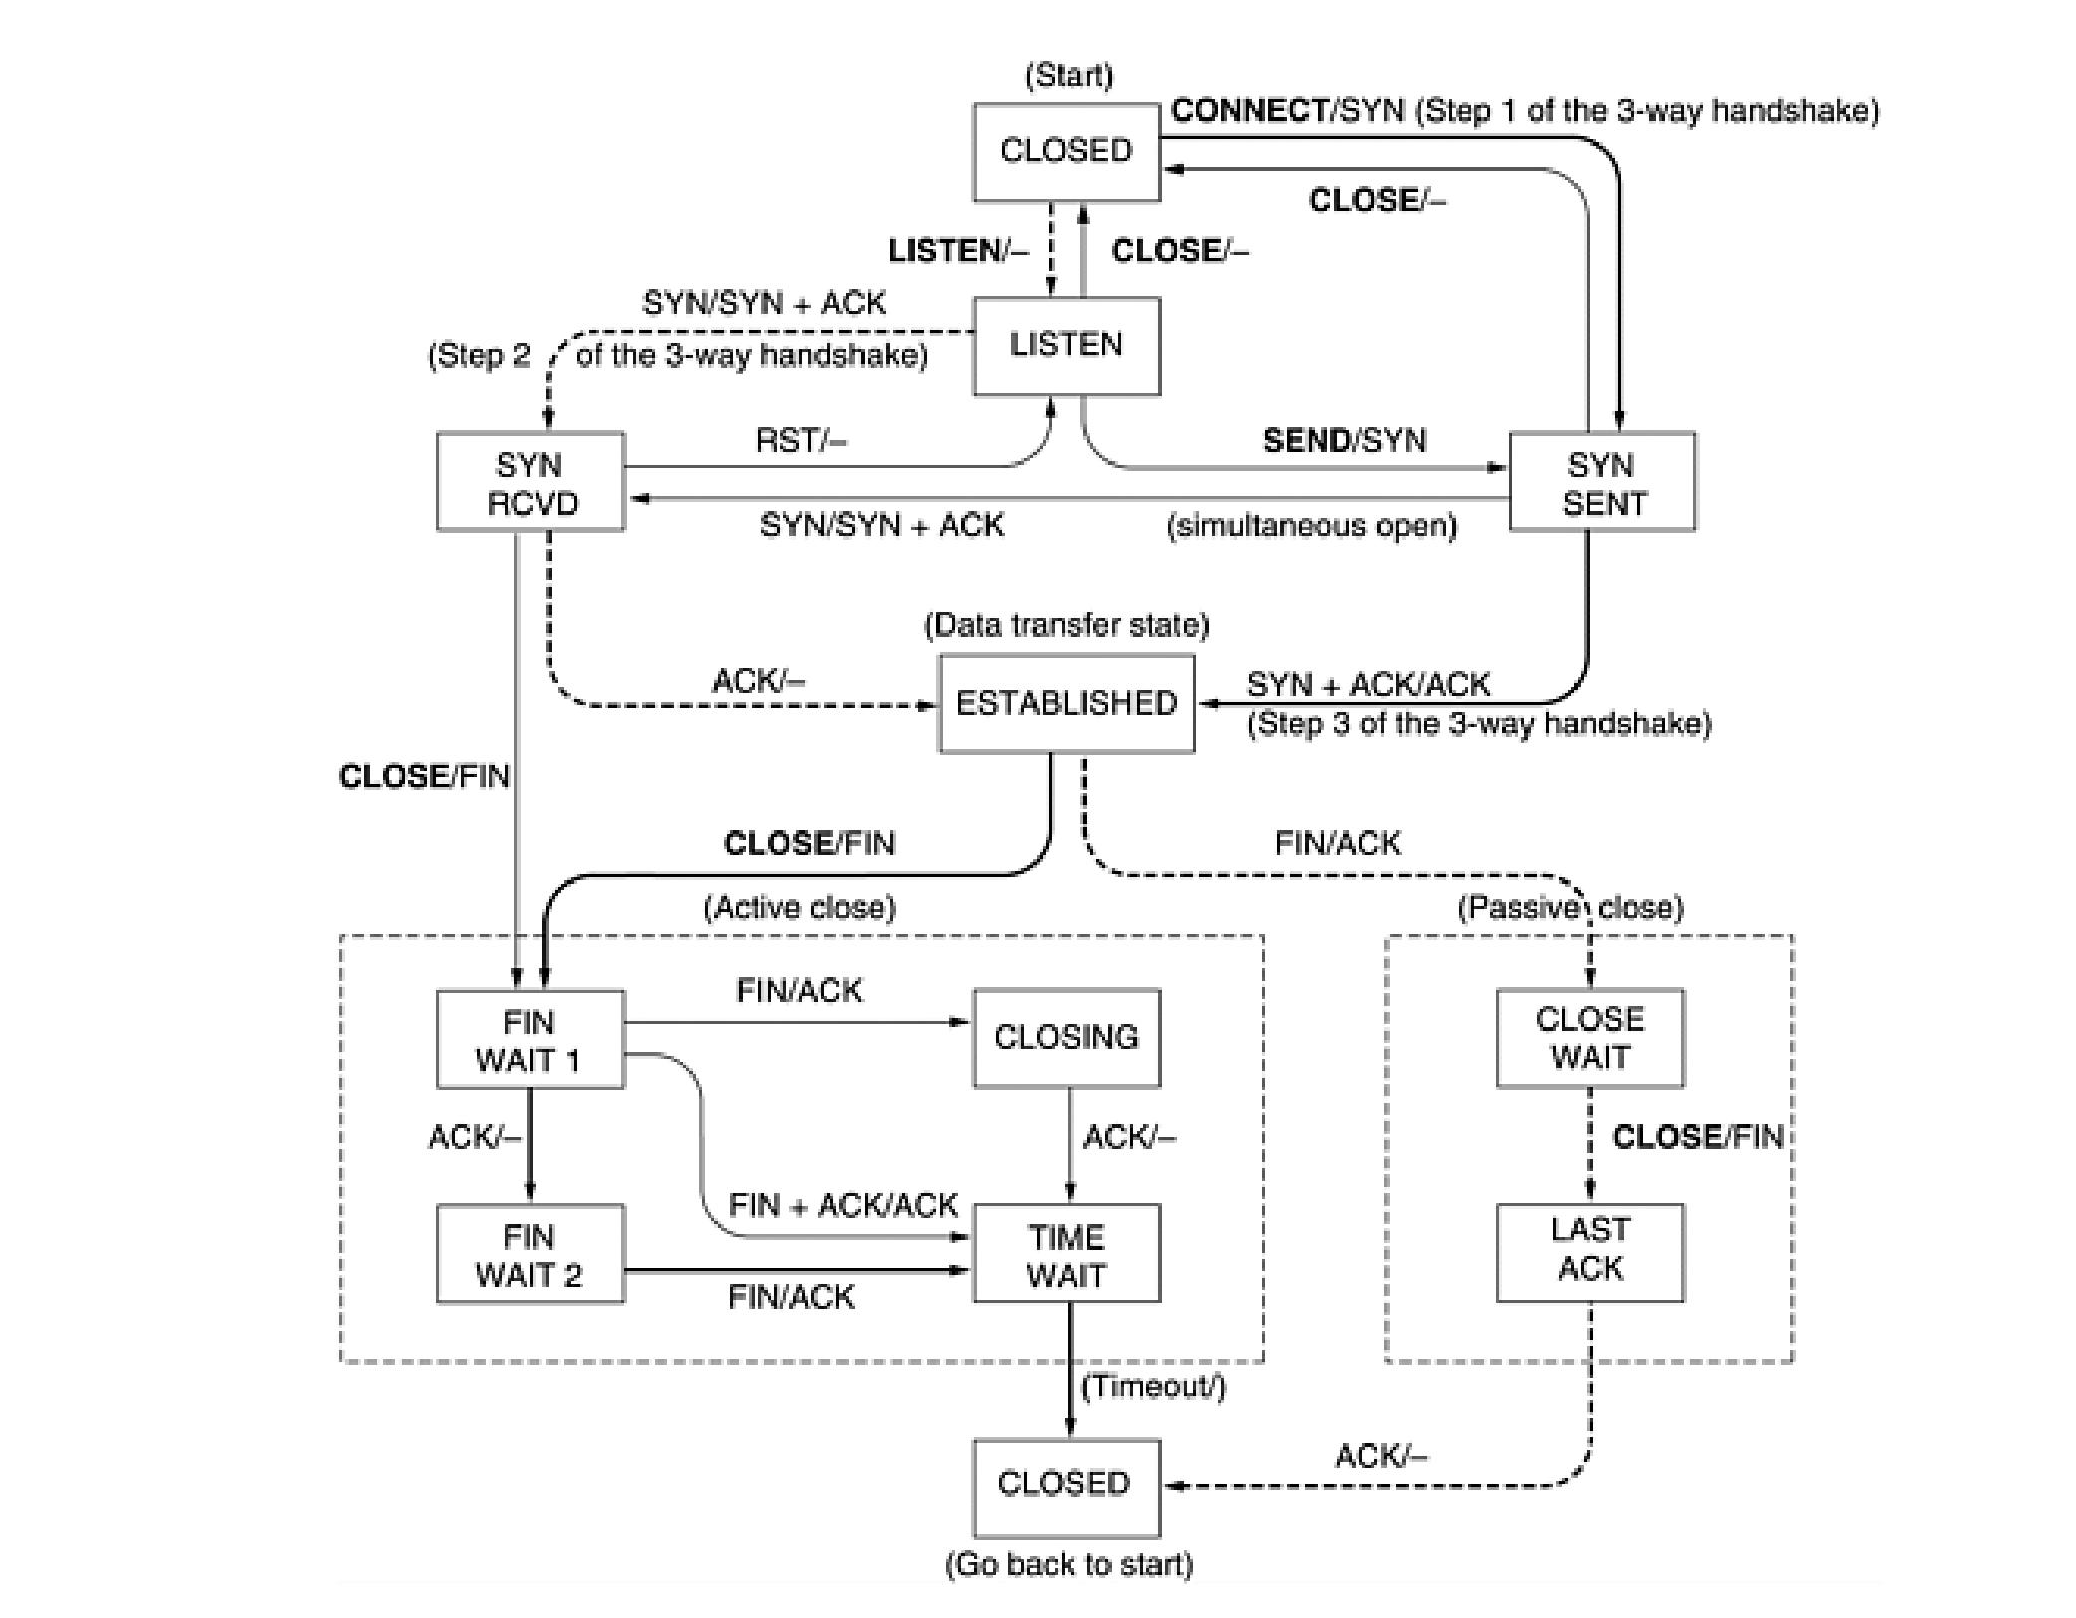 (Start)
CONNECT/SYN (Step 1 of the 3-way handshake)
CLOSED
CLOSE/–
LISTEN/–
CLOSE/–
SYN/SYN + ACK
LISTEN
(Step 2 of the 3-way handshake)
RST/–
SEND/SYN
SYN
RCVD
SYN
SENT
SYN/SYN + ACK
(simultaneous open)
(Data transfer state)
ACK/–
ESTABLISHED
SYN + ACK/ACK
(Step 3 of the 3-way handshake)
CLOSE/FIN
CLOSE/FIN
FIN/ACK
(Active close)
(Passive close)
FIN
WAIT 1
FIN/ACK
CLOSING
CLOSE
WAIT
ACK/–
ACK/–
CLOSE/FIN
FIN + ACK/ACK
FIN
WAIT 2
TIME
WAIT
LAST
ACK
FIN/ACK
(Timeout/)
ACK/–
CLOSED
(Go back to start)